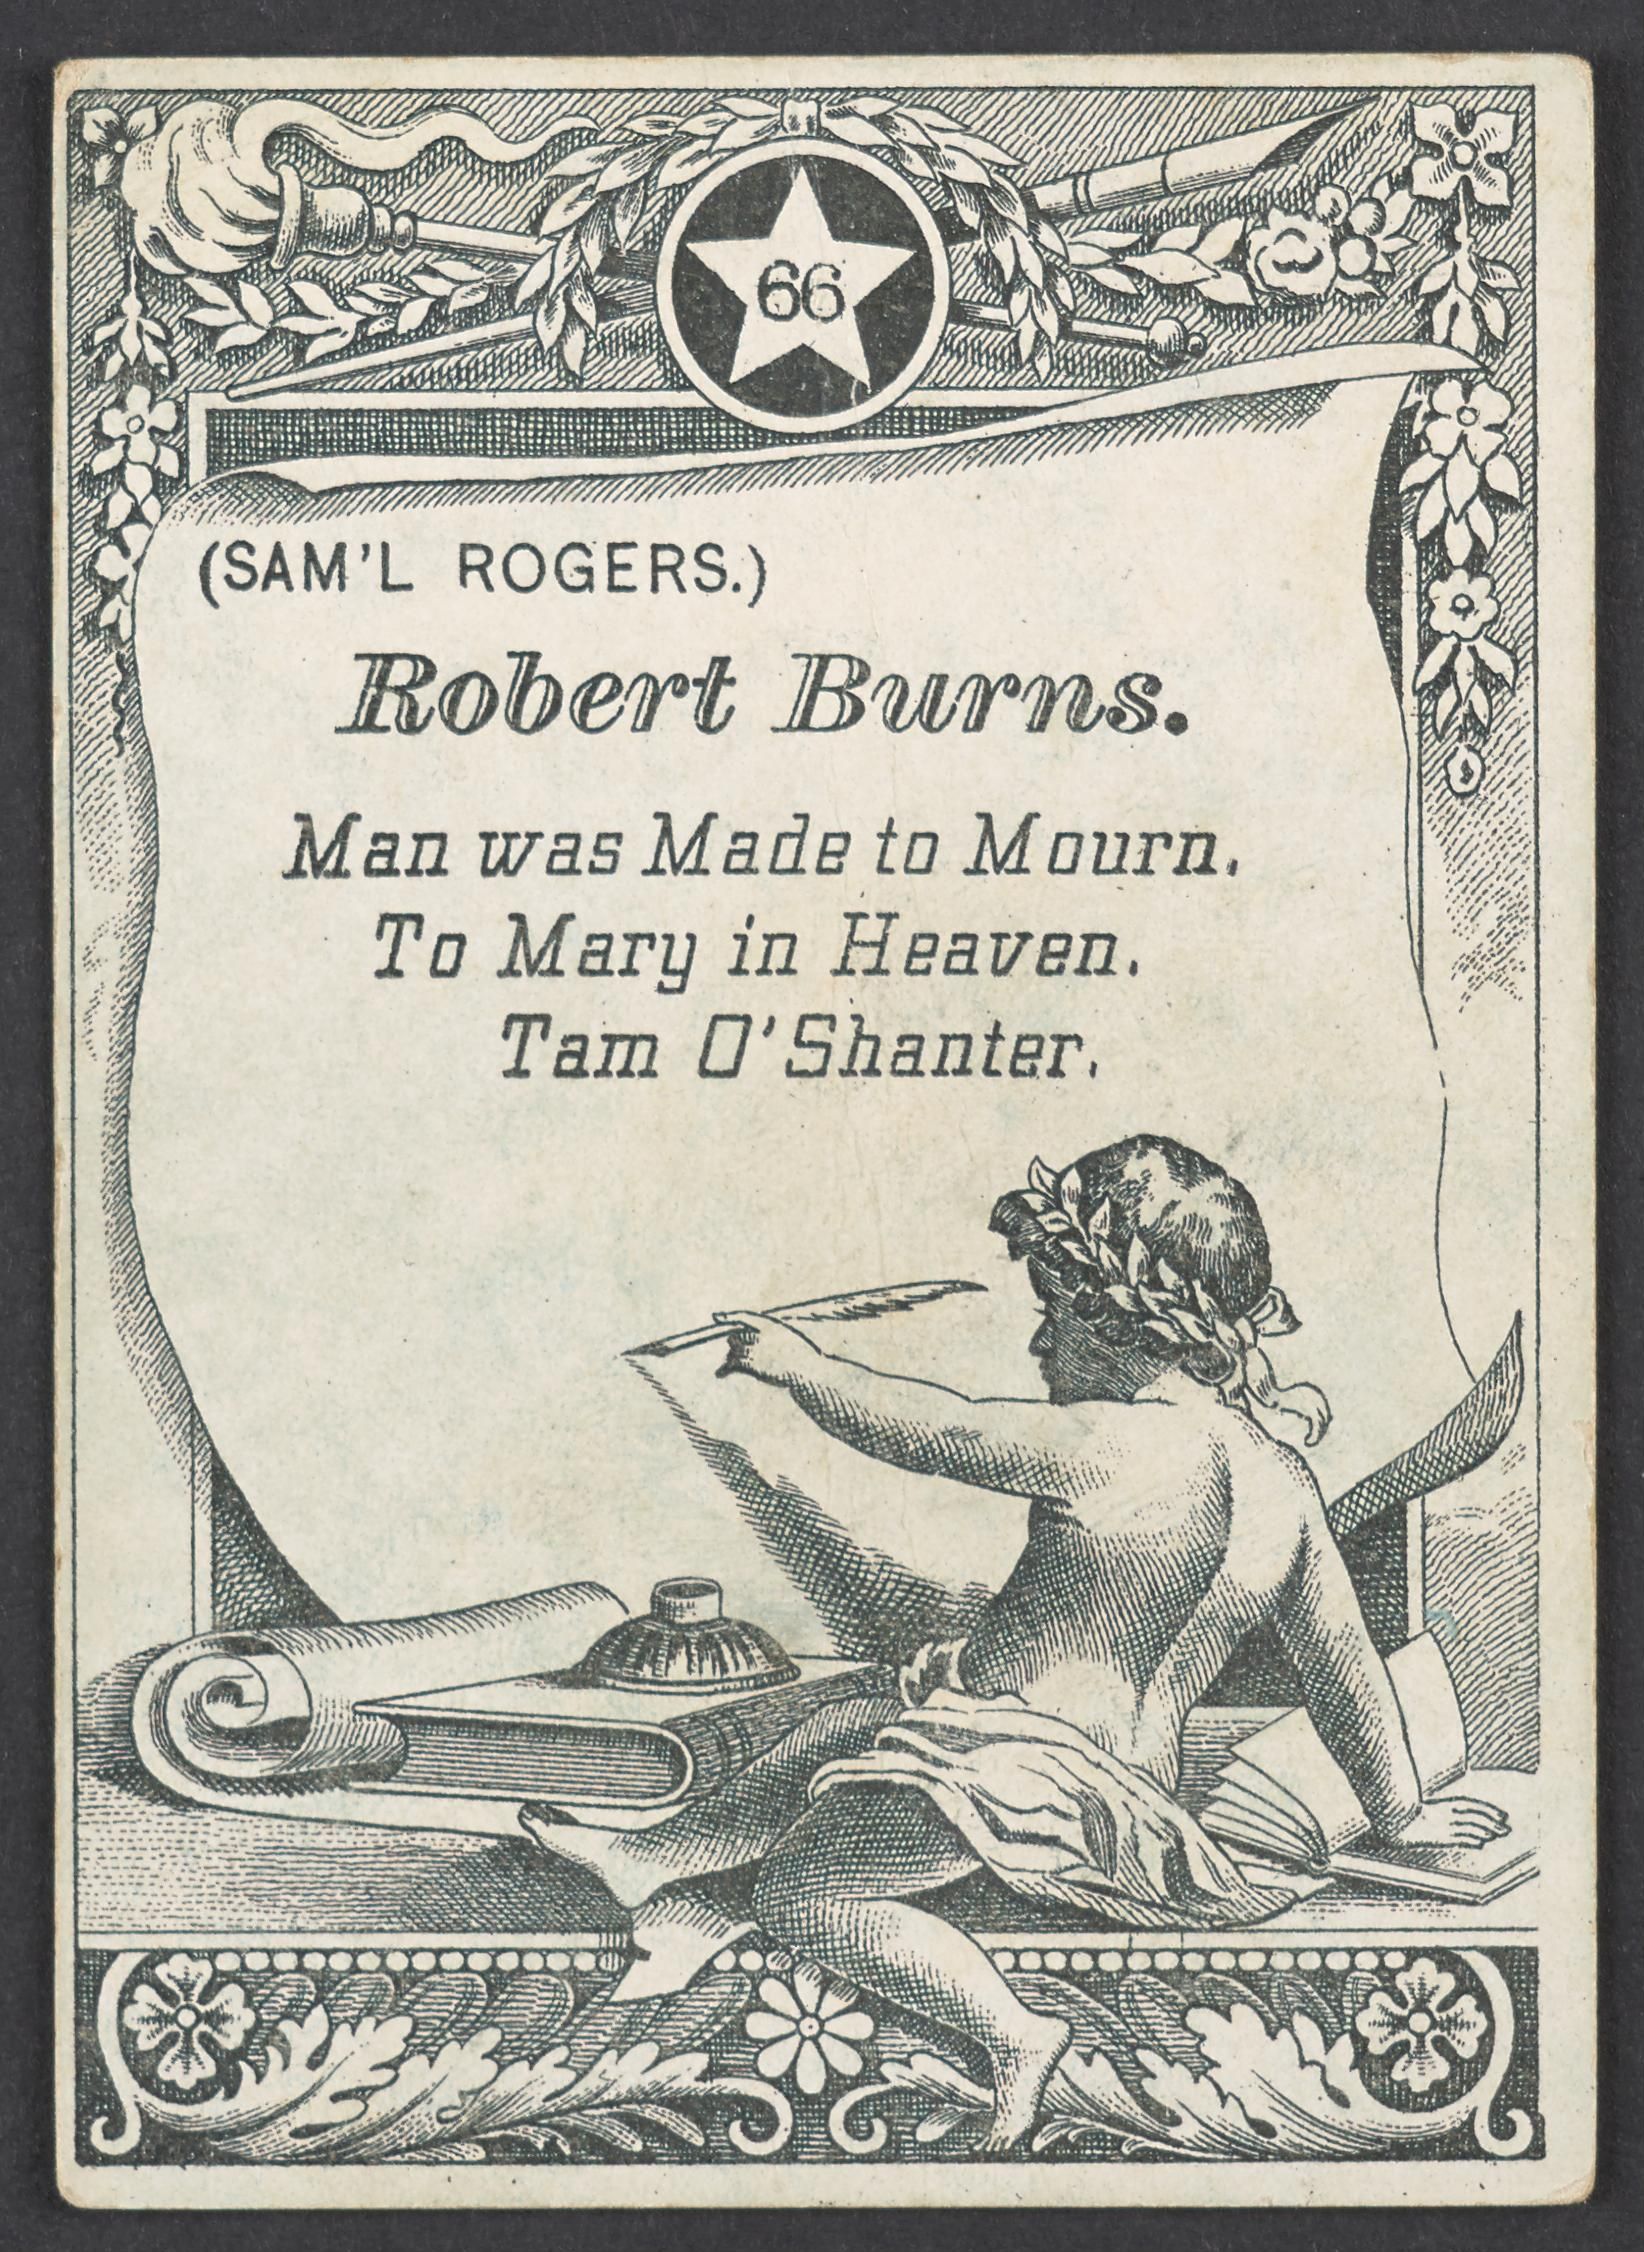 66
(SAM'L ROGERS.)
Robert Burns.
Man was Made to Mourn.
To Mary in Heaven.
Tam O'Shanter.